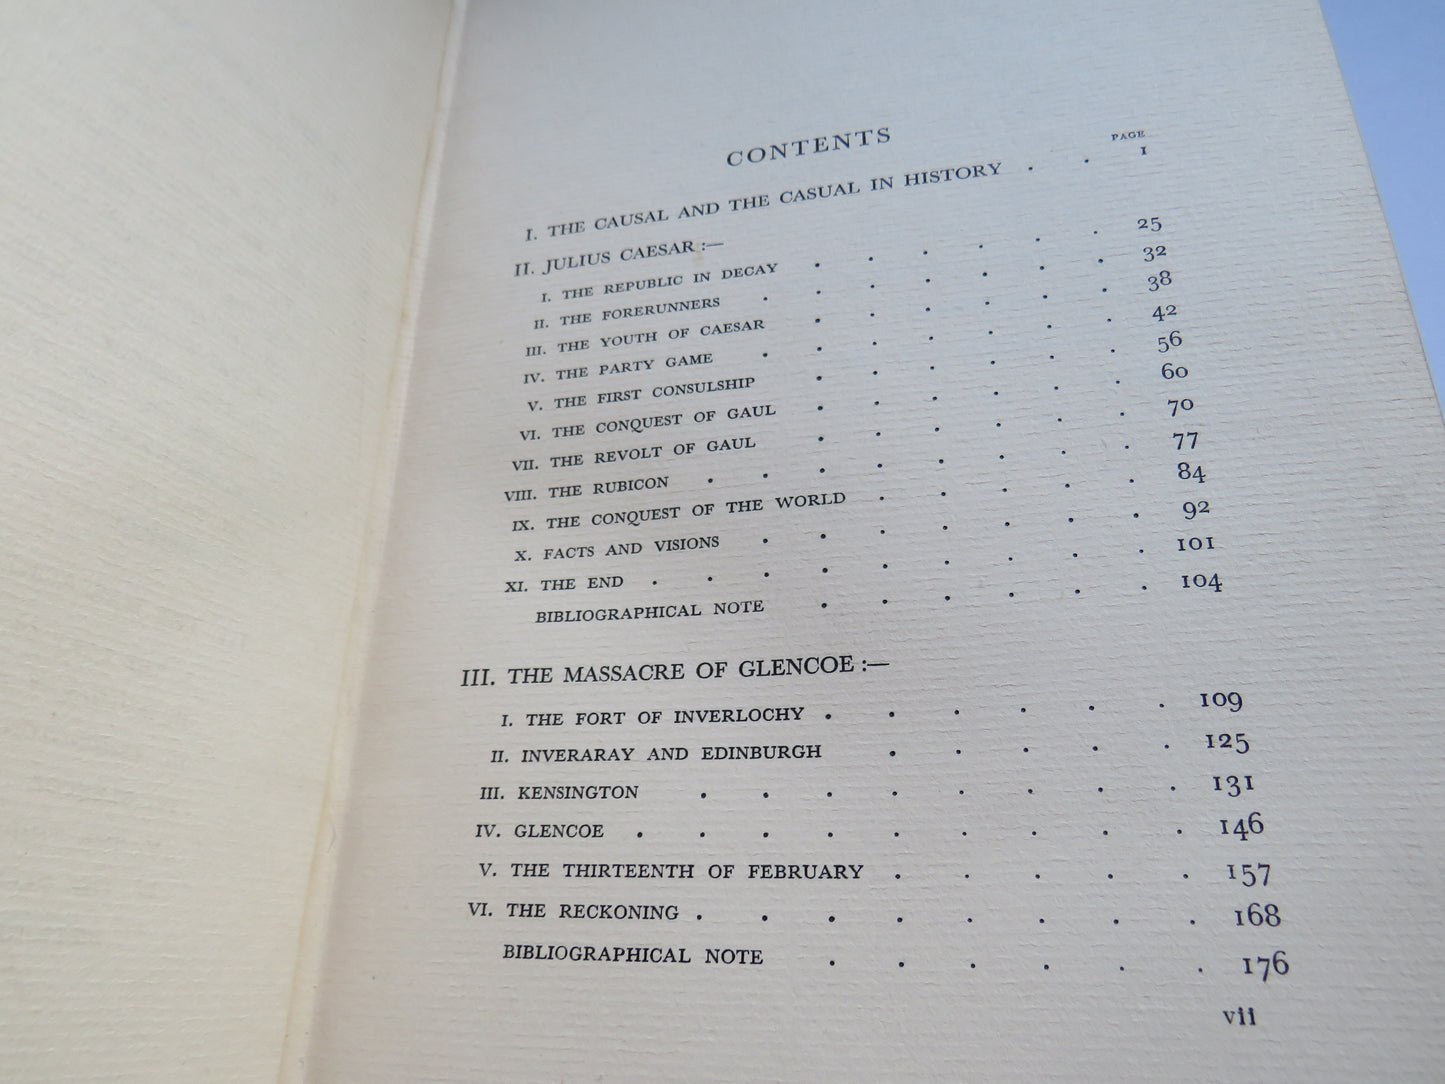 CONTENTS
PAGE
I. THE CAUSAL AND THE CASUAL IN HISTORY . . 1
II. JULIUS CAESAR :—
I. THE REPUBLIC IN DECAY . . . . . . 25
II. THE FORERUNNERS . . . . . . . 32
III. THE YOUTH OF CAESAR . . . . . . 38
IV. THE PARTY GAME . . . . . . . 42
V. THE FIRST CONSULSHIP . . . . . . 56
VI. THE CONQUEST OF GAUL . . . . . . 60
VII. THE REVOLT OF GAUL . . . . . . 70
VIII. THE RUBICON . . . . . . . . 77
IX. THE CONQUEST OF THE WORLD . . . . . 84
X. FACTS AND VISIONS . . . . . . . 92
XI. THE END . . . . . . . . . 101
BIBLIOGRAPHICAL NOTE . . . . . . 104
III. THE MASSACRE OF GLENCOE :—
I. THE FORT OF INVERLOCHY . . . . . . 109
II. INVERARAY AND EDINBURGH . . . . . 125
III. KENSINGTON . . . . . . . . 131
IV. GLENCOE . . . . . . . . . 146
V. THE THIRTEENTH OF FEBRUARY . . . . . 157
VI. THE RECKONING . . . . . . . . 168
BIBLIOGRAPHICAL NOTE . . . . . . 176
vii